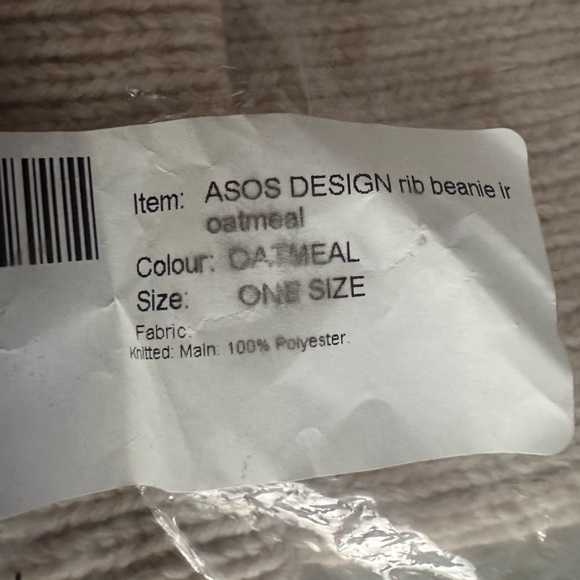 Item: ASOS DESIGN rib beanie ir
oatmeal
Colour: OATMEAL
Size: ONE SIZE
Fabric:
Knitted: Main: 100% Polyester.